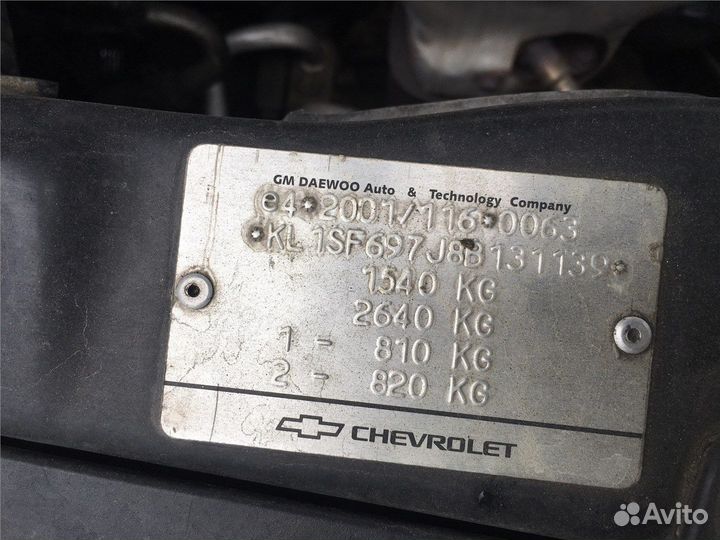 GM DAEWOO Auto & Technology Company
e4*2001/116*0063
*KL1SF697J8B131139*
1540 KG
2640 KG
1 - 810 KG
2 - 820 KG
CHEVROLET
Avito